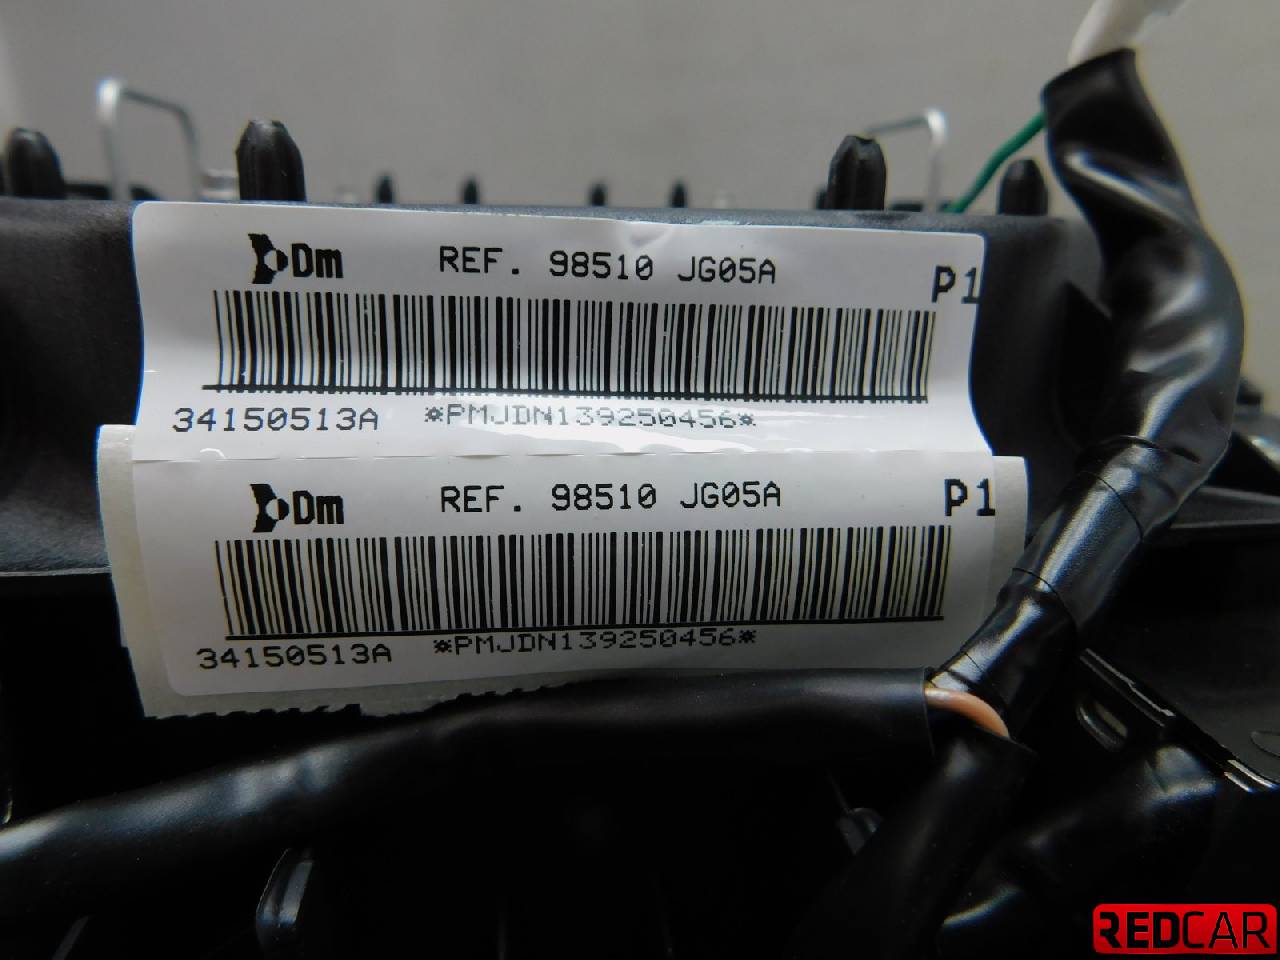 Dm REF. 98510 JG05A P1
34150513A *PMJDN139250456*
Dm REF. 98510 JG05A P1
34150513A *PMJDN139250456*
REDCAR